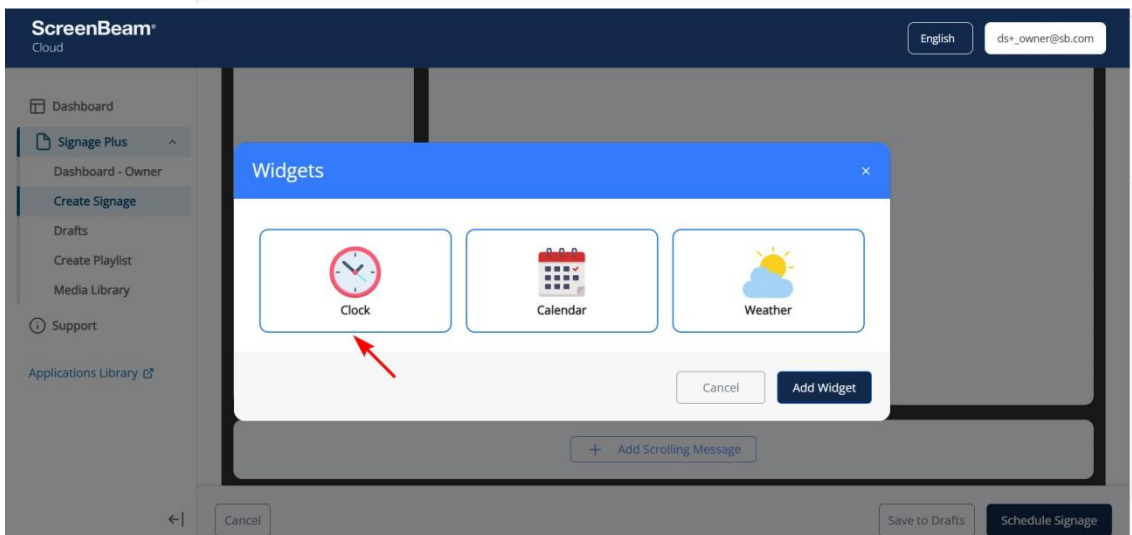 ScreenBeam®
Cloud
English
ds+_owner@sb.com
Dashboard
Signage Plus
Dashboard - Owner
Create Signage
Drafts
Create Playlist
Media Library
Support
Applications Library
Widgets
×
Clock
Calendar
Weather
Cancel
Add Widget
+ Add Scrolling Message
Cancel
Save to Drafts
Schedule Signage